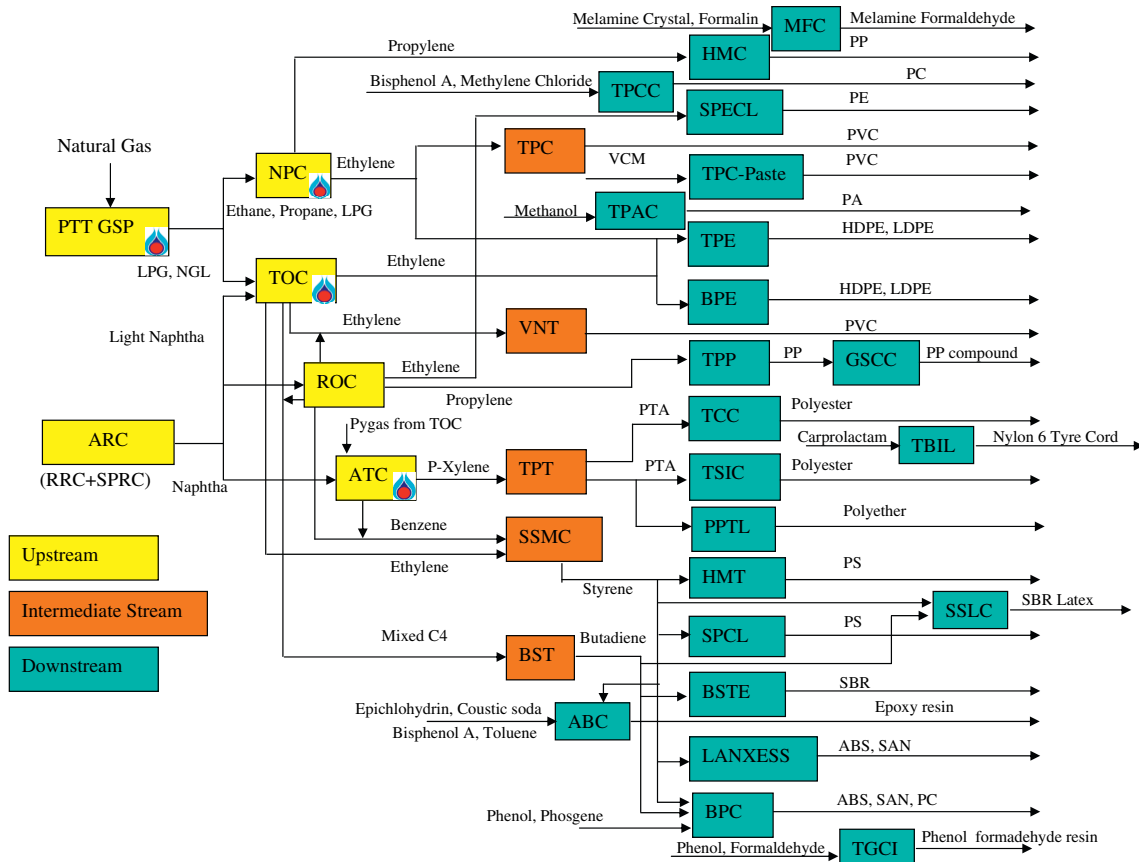 Melamine Crystal, Formalin
MFC
Melamine Formaldehyde
Propylene
HMC
PP
Bisphenol A, Methylene Chloride
TPCC
PC
SPECL
PE
Natural Gas
NPC
Ethylene
TPC
PVC
VCM
TPC-Paste
PVC
Ethane, Propane, LPG
PTT GSP
Methanol
TPAC
PA
TPE
HDPE, LDPE
LPG, NGL
TOC
Ethylene
BPE
HDPE, LDPE
Light Naphtha
Ethylene
VNT
PVC
ROC
Ethylene
TPP
PP
GSCC
PP compound
Propylene
ARC
(RRC+SPRC)
Pygas from TOC
PTA
TCC
Polyester
Carprolactam
TBIL
Nylon 6 Tyre Cord
Naphtha
ATC
P-Xylene
TPT
PTA
TSIC
Polyester
PPTL
Polyether
Benzene
SSMC
Upstream
Ethylene
Styrene
HMT
PS
Intermediate Stream
SSLC
SBR Latex
SPCL
PS
Mixed C4
BST
Butadiene
Downstream
BSTE
SBR
Epichlohydrin, Coustic soda
Bisphenol A, Toluene
ABC
Epoxy resin
LANXESS
ABS, SAN
BPC
ABS, SAN, PC
Phenol, Phosgene
Phenol, Formaldehyde
TGCI
Phenol formadehyde resin